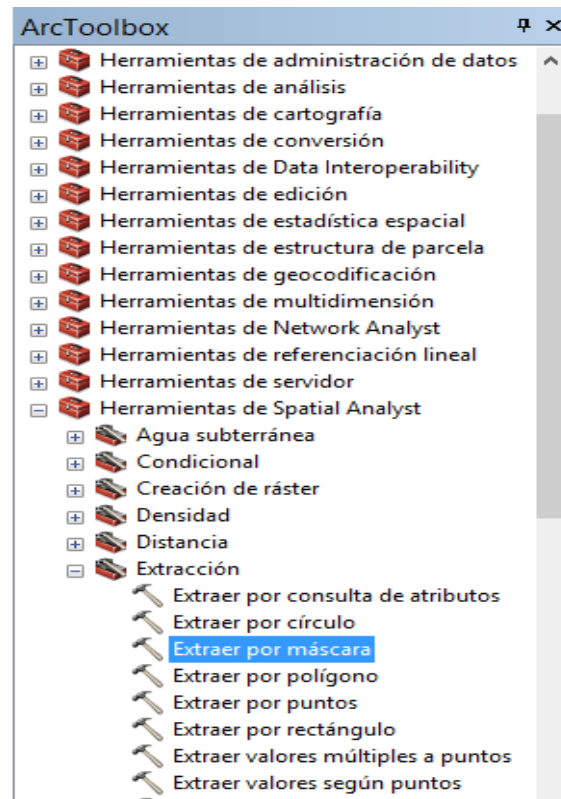 ArcToolbox
Herramientas de administración de datos
Herramientas de análisis
Herramientas de cartografía
Herramientas de conversión
Herramientas de Data Interoperability
Herramientas de edición
Herramientas de estadística espacial
Herramientas de estructura de parcela
Herramientas de geocodificación
Herramientas de multidimensión
Herramientas de Network Analyst
Herramientas de referenciación lineal
Herramientas de servidor
Herramientas de Spatial Analyst
Agua subterránea
Condicional
Creación de ráster
Densidad
Distancia
Extracción
Extraer por consulta de atributos
Extraer por círculo
Extraer por máscara
Extraer por polígono
Extraer por puntos
Extraer por rectángulo
Extraer valores múltiples a puntos
Extraer valores según puntos